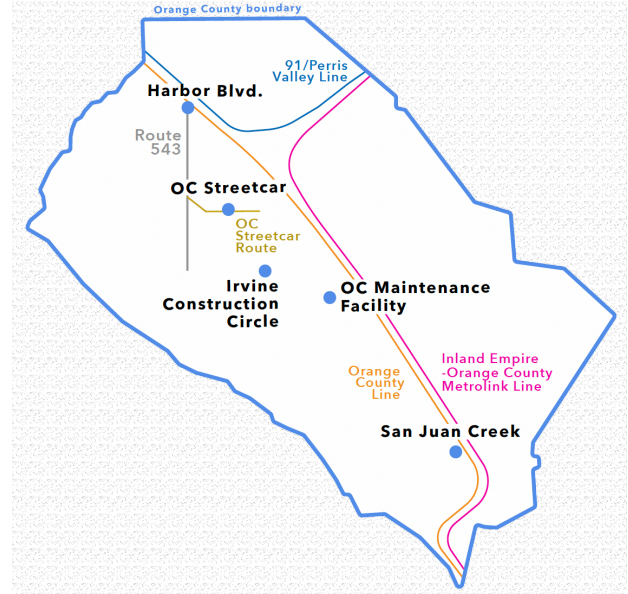 Orange County boundary
91/Perris
Valley Line
Harbor Blvd.
Route
543
OC Streetcar
OC
Streetcar
Route
Irvine
Construction
Circle
OC Maintenance
Facility
Orange
County
Line
Inland Empire
-Orange County
Metrolink Line
San Juan Creek